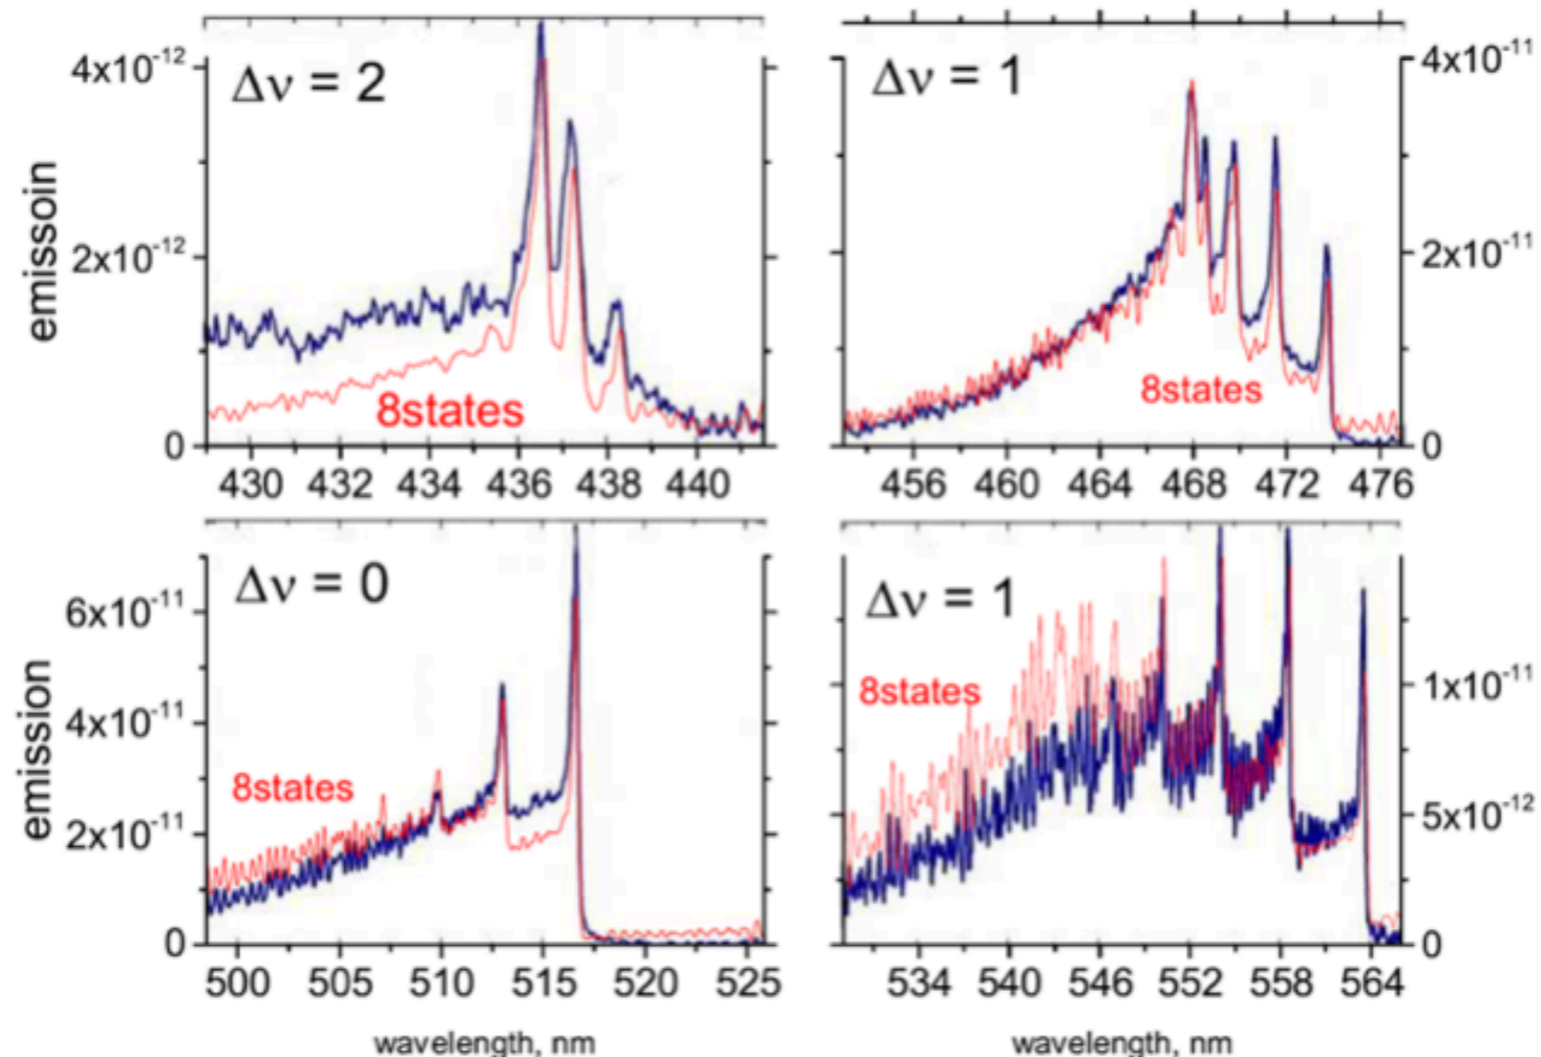 Δν = 2
4x10⁻¹²
2x10⁻¹²
0
emissoin
8states
430 432 434 436 438 440
Δν = 1
4x10⁻¹¹
2x10⁻¹¹
0
8states
456 460 464 468 472 476
Δν = 0
6x10⁻¹¹
4x10⁻¹¹
2x10⁻¹¹
0
emission
8states
500 505 510 515 520 525
wavelength, nm
Δν = 1
1x10⁻¹¹
5x10⁻¹²
0
8states
534 540 546 552 558 564
wavelength, nm